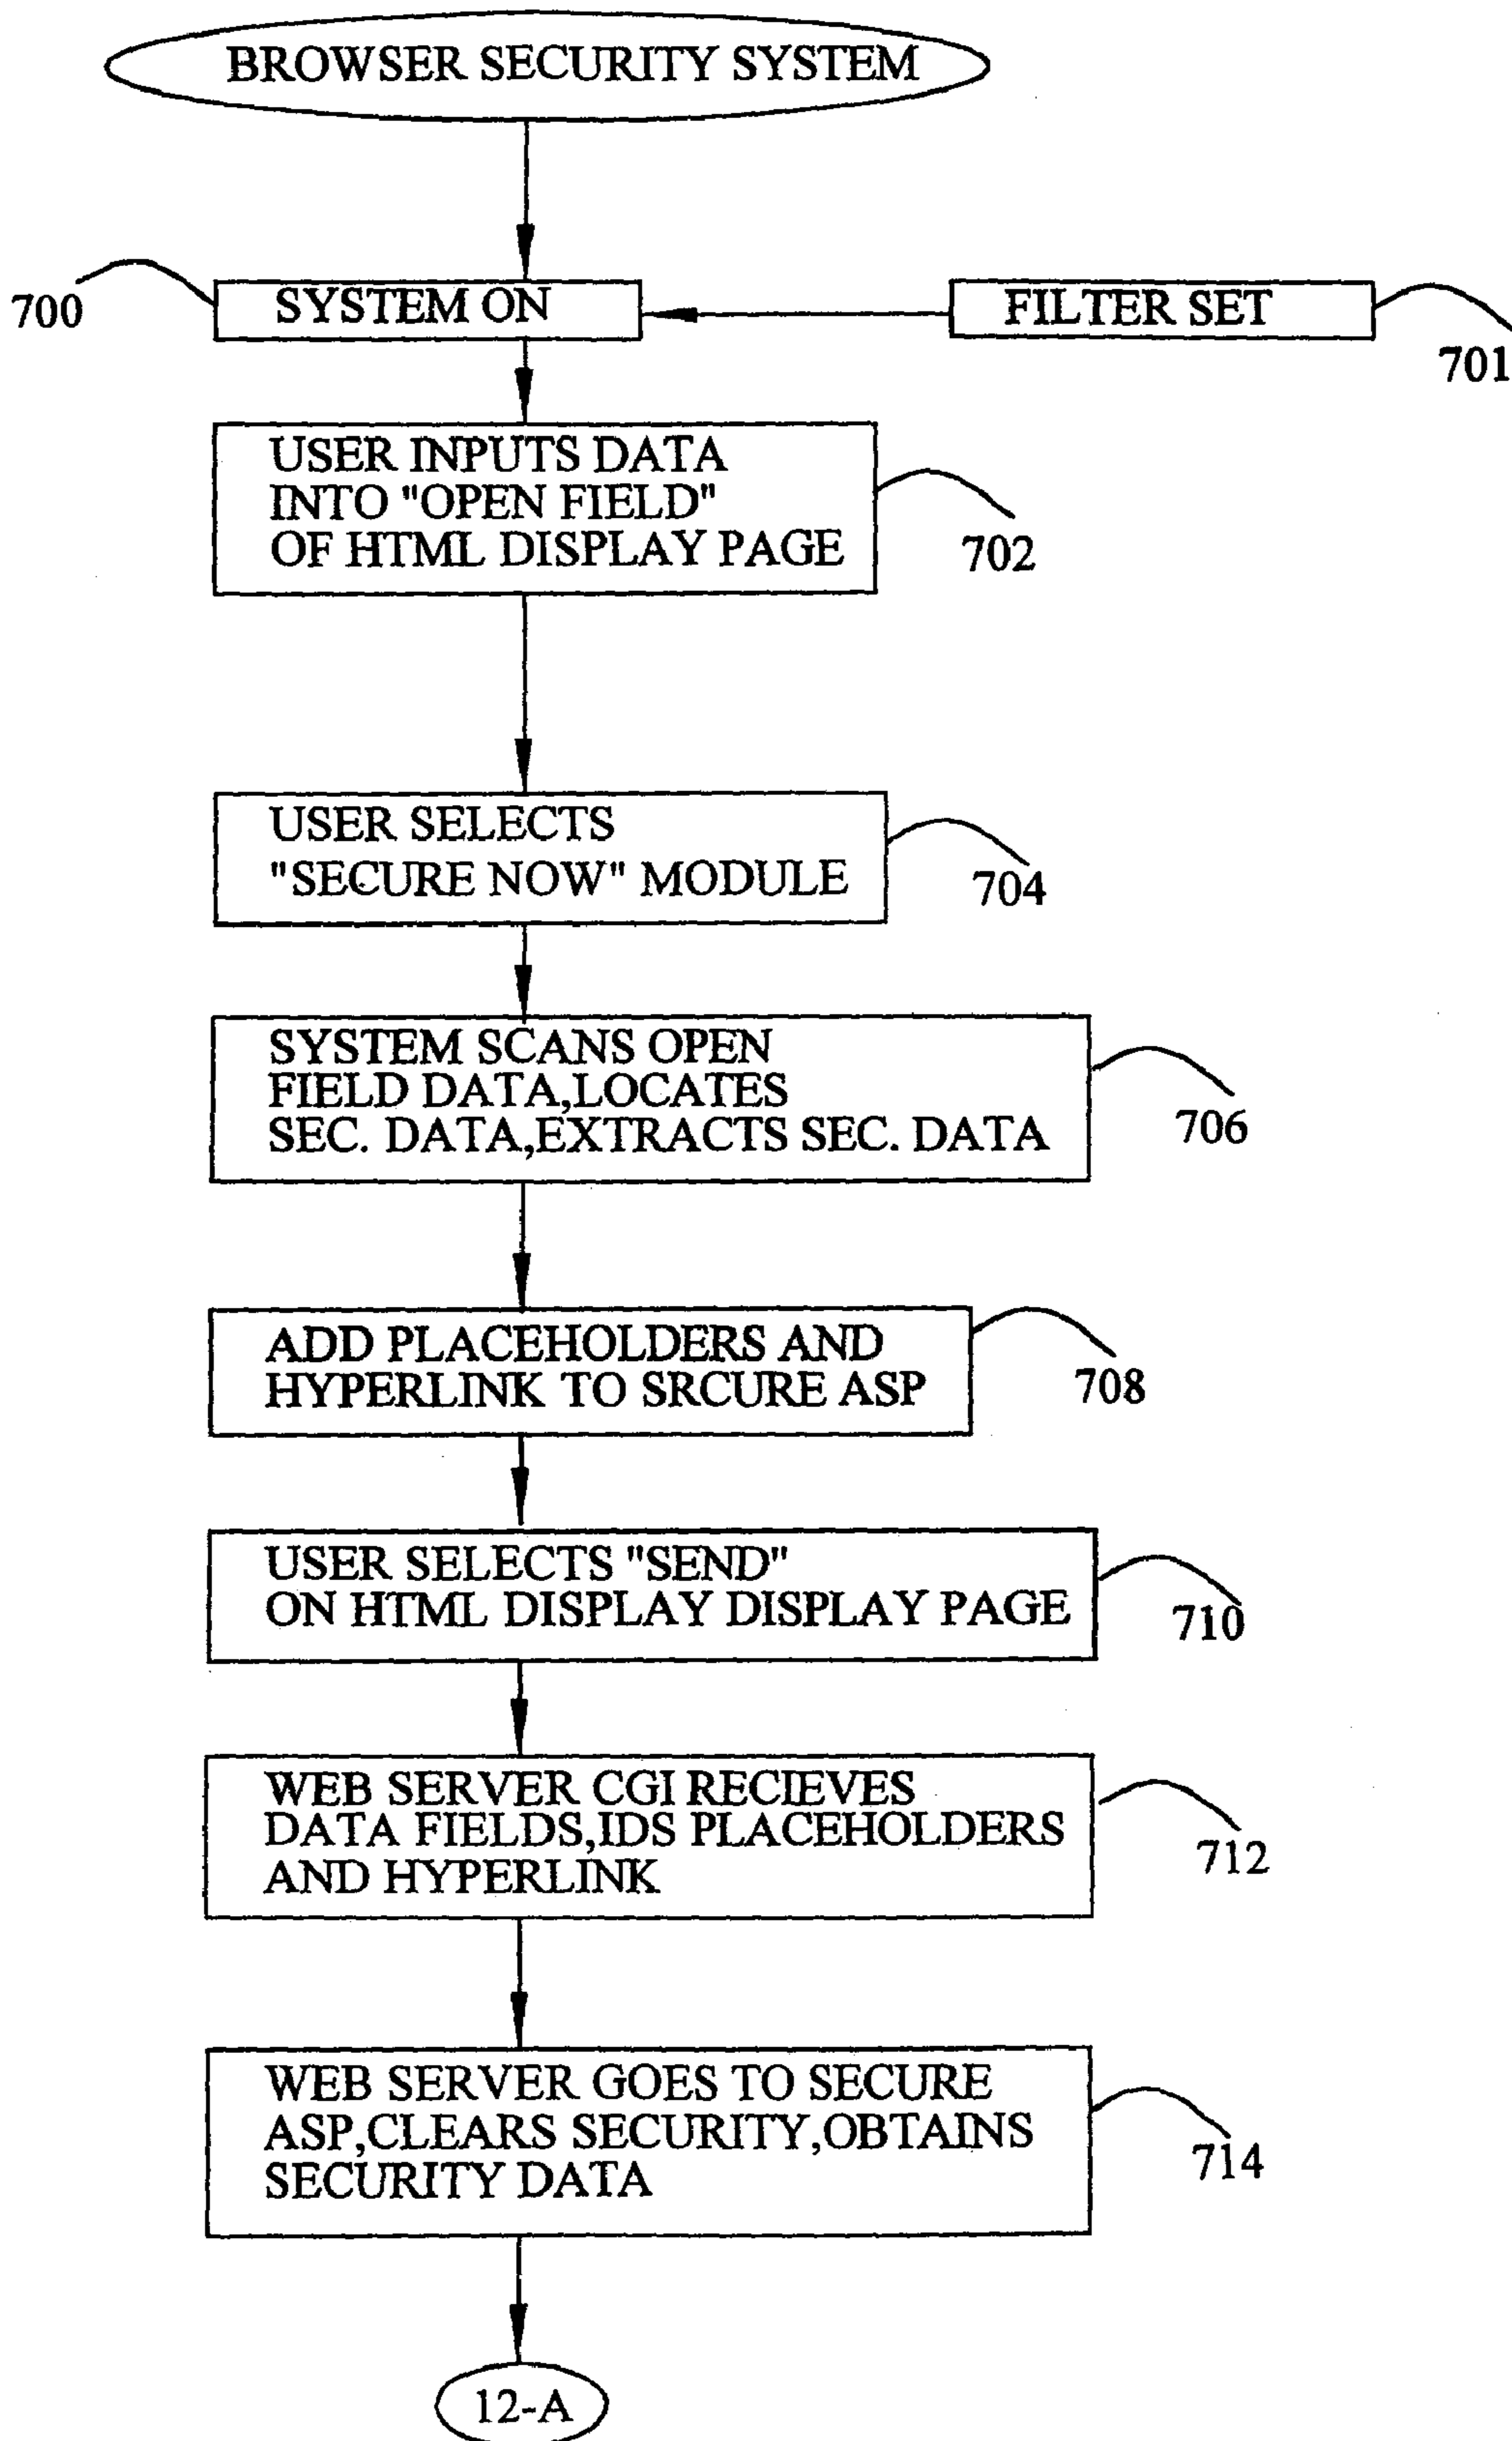 BROWSER SECURITY SYSTEM
700
SYSTEM ON
FILTER SET
701
USER INPUTS DATA
INTO "OPEN FIELD"
OF HTML DISPLAY PAGE
702
USER SELECTS
"SECURE NOW" MODULE
704
SYSTEM SCANS OPEN
FIELD DATA,LOCATES
SEC. DATA,EXTRACTS SEC. DATA
706
ADD PLACEHOLDERS AND
HYPERLINK TO SRCURE ASP
708
USER SELECTS "SEND"
ON HTML DISPLAY DISPLAY PAGE
710
WEB SERVER CGI RECIEVES
DATA FIELDS,IDS PLACEHOLDERS
AND HYPERLINK
712
WEB SERVER GOES TO SECURE
ASP,CLEARS SECURITY,OBTAINS
SECURITY DATA
714
12-A